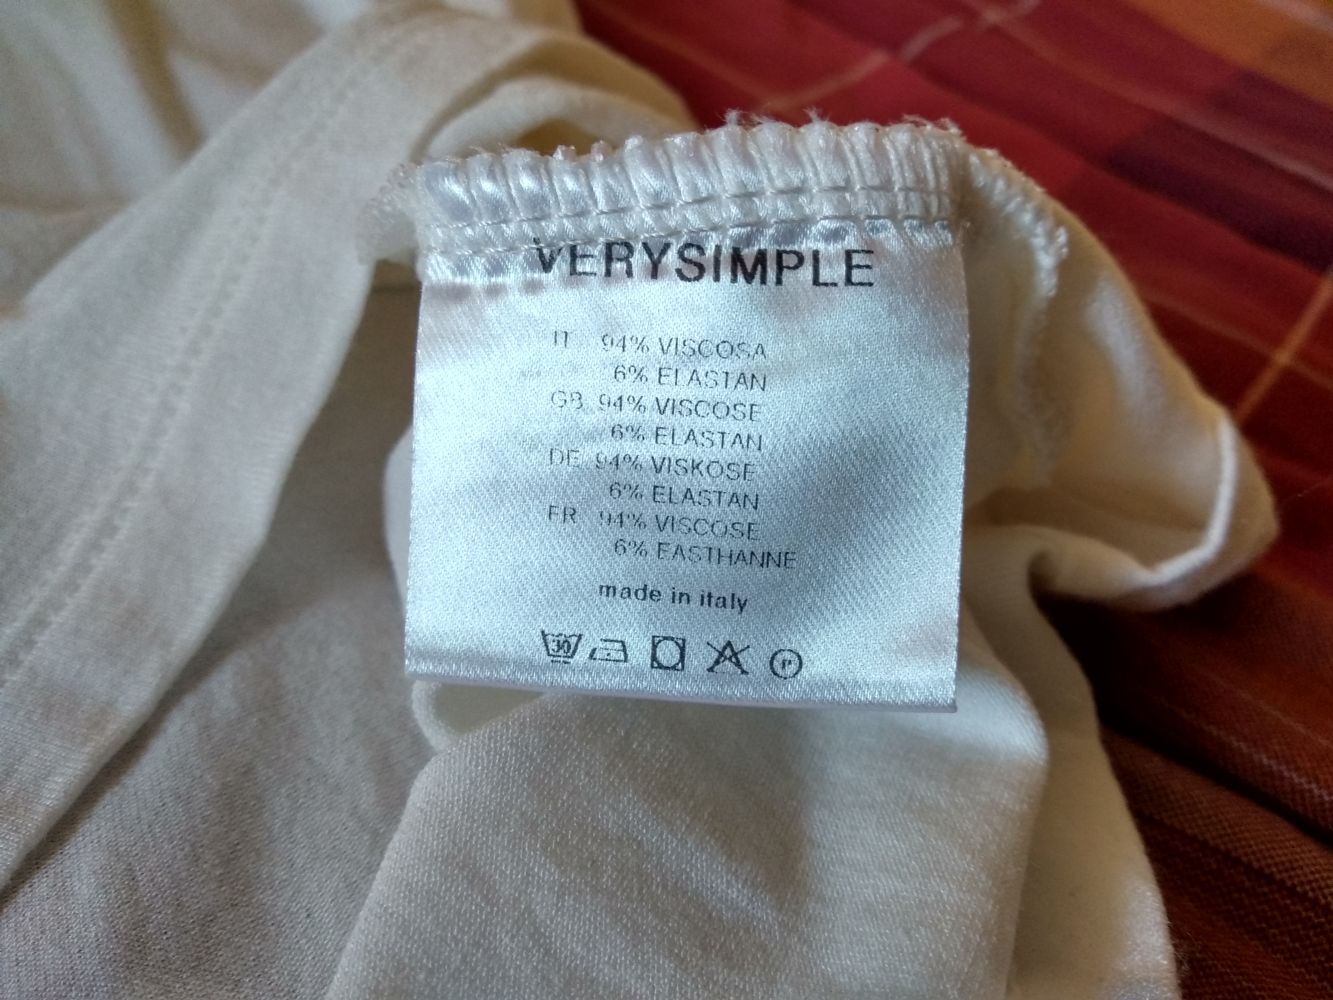 VERYSIMPLE
IT 94% VISCOSA
6% ELASTAN
GB 94% VISCOSE
6% ELASTAN
DE 94% VISKOSE
6% ELASTAN
FR 94% VISCOSE
6% EASTHANNE
made in italy
30 P